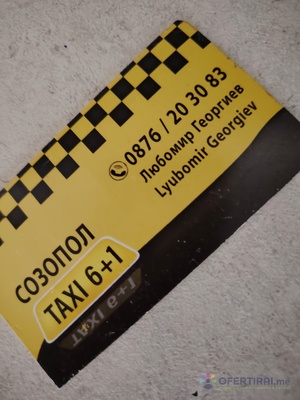 0876 / 20 30 83
Любомир Георгиев
Lyubomir Georgiev
СОЗОПОЛ
TAXI 6+1
OFERTIRAI.me